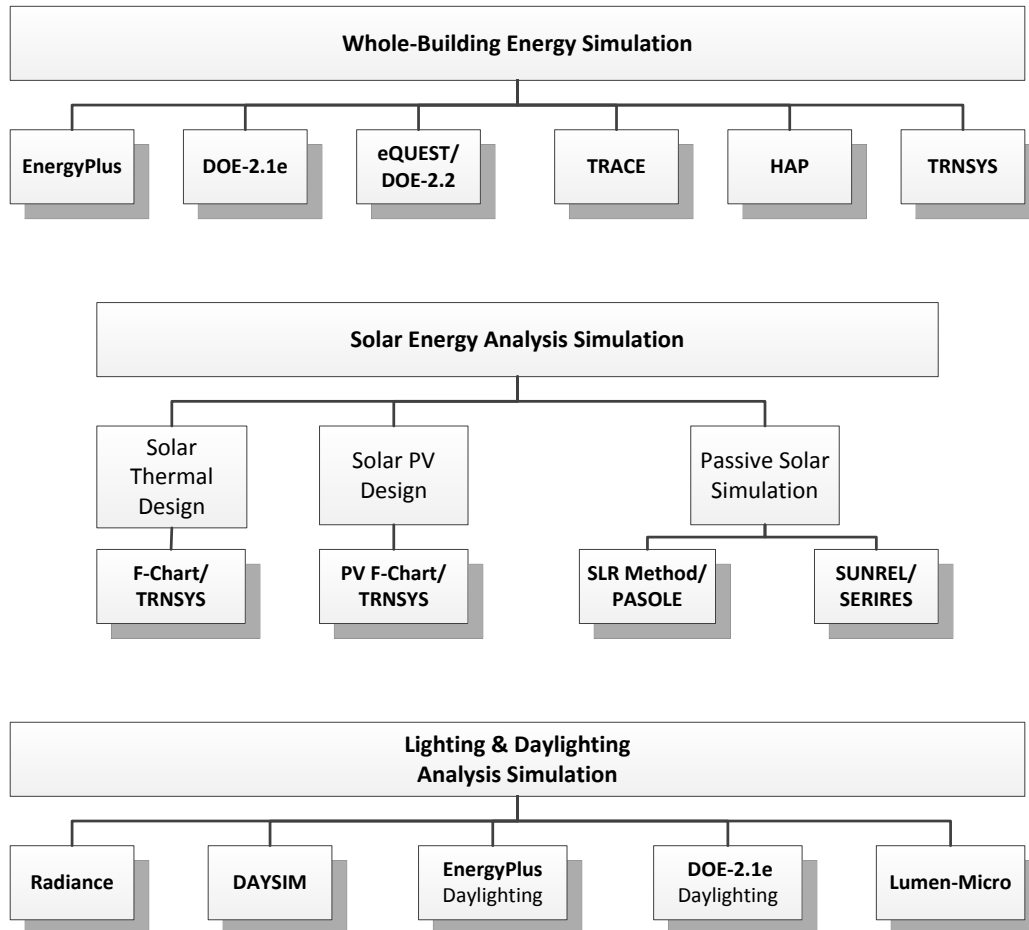 Whole-Building Energy Simulation
EnergyPlus
DOE-2.1e
eQUEST/
DOE-2.2
TRACE
HAP
TRNSYS
Solar Energy Analysis Simulation
Solar
Thermal
Design
Solar PV
Design
Passive Solar
Simulation
F-Chart/
TRNSYS
PV F-Chart/
TRNSYS
SLR Method/
PASOLE
SUNREL/
SERIRES
Lighting & Daylighting
Analysis Simulation
Radiance
DAYSIM
EnergyPlus
Daylighting
DOE-2.1e
Daylighting
Lumen-Micro